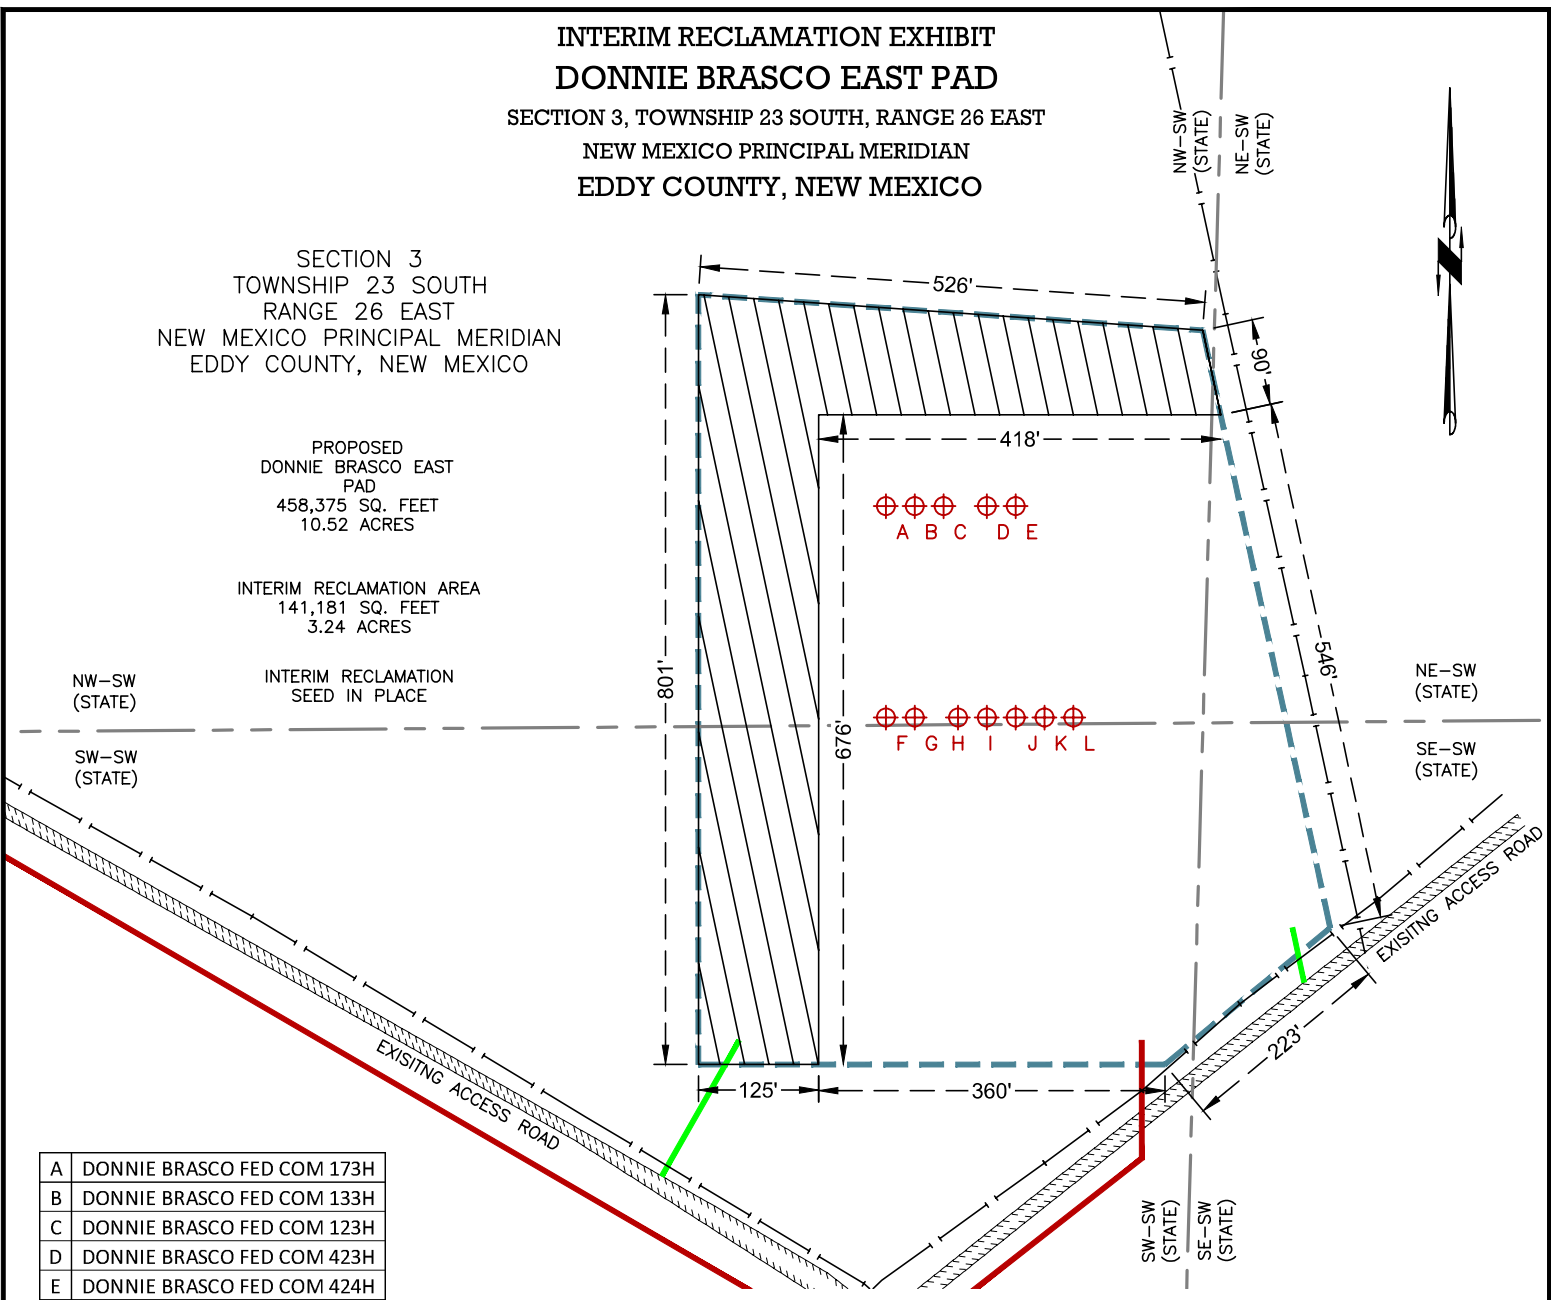 INTERIM RECLAMATION EXHIBIT
DONNIE BRASCO EAST PAD
SECTION 3, TOWNSHIP 23 SOUTH, RANGE 26 EAST
NEW MEXICO PRINCIPAL MERIDIAN
EDDY COUNTY, NEW MEXICO
NW-SW
(STATE)
NE-SW
(STATE)
SECTION 3
TOWNSHIP 23 SOUTH
RANGE 26 EAST
NEW MEXICO PRINCIPAL MERIDIAN
EDDY COUNTY, NEW MEXICO
526'
90'
418'
PROPOSED
DONNIE BRASCO EAST
PAD
458,375 SQ. FEET
10.52 ACRES
A B C D E
INTERIM RECLAMATION AREA
141,181 SQ. FEET
3.24 ACRES
INTERIM RECLAMATION
SEED IN PLACE
801'
676'
546'
NW-SW
(STATE)
NE-SW
(STATE)
F G H I J K L
SW-SW
(STATE)
SE-SW
(STATE)
EXISITNG ACCESS ROAD
EXISITNG ACCESS ROAD
223'
125'
360'
SW-SW
(STATE)
SE-SW
(STATE)
A DONNIE BRASCO FED COM 173H
B DONNIE BRASCO FED COM 133H
C DONNIE BRASCO FED COM 123H
D DONNIE BRASCO FED COM 423H
E DONNIE BRASCO FED COM 424H